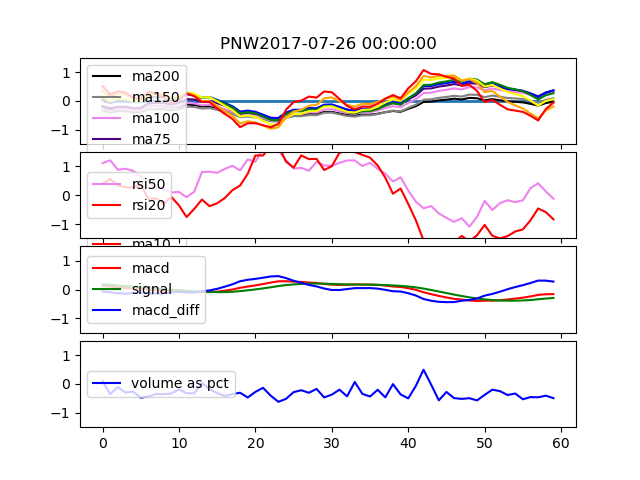 PNW2017-07-26 00:00:00
1
0
−1
ma200
ma150
ma100
ma75
1
0
−1
rsi50
rsi20
ma10
1
0
−1
macd
signal
macd_diff
1
0
−1
volume as pct
0 10 20 30 40 50 60